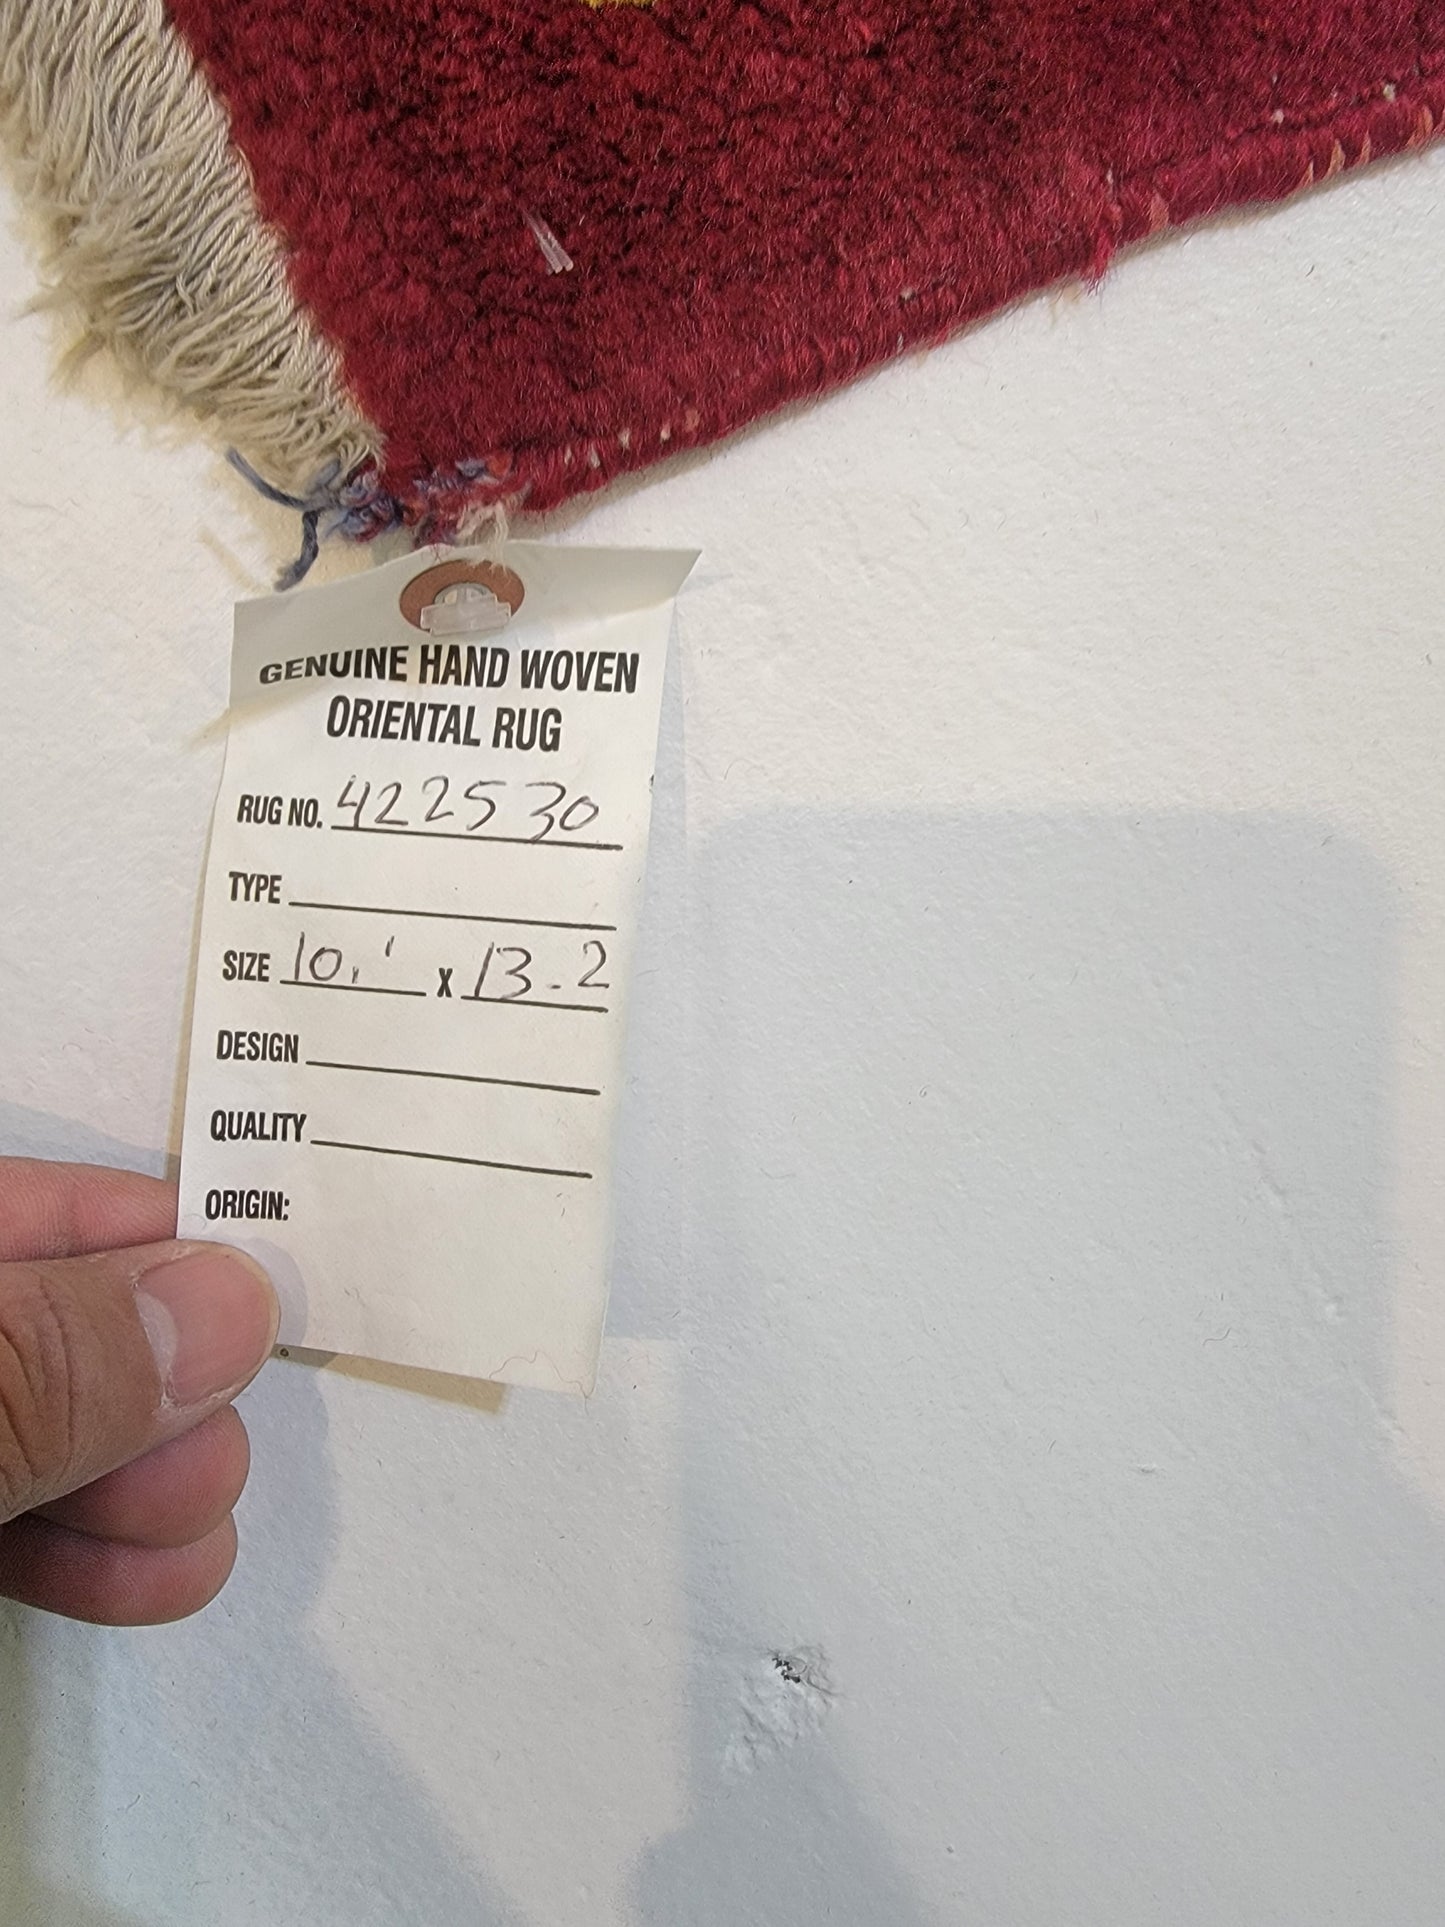 GENUINE HAND WOVEN
ORIENTAL RUG
RUG NO. 422530
TYPE
SIZE 10.' x 13.2
DESIGN
QUALITY
ORIGIN: